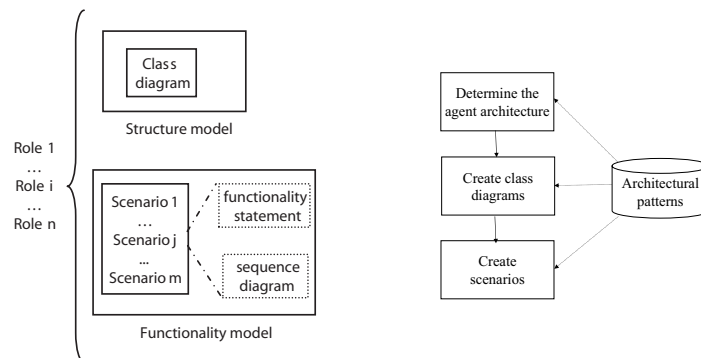 Role 1
...
Role i
...
Role n
Class
diagram
Structure model
Scenario 1
...
Scenario j
...
Scenario m
functionality
statement
sequence
diagram
Functionality model
Determine the
agent architecture
Create class
diagrams
Create
scenarios
Architectural
patterns